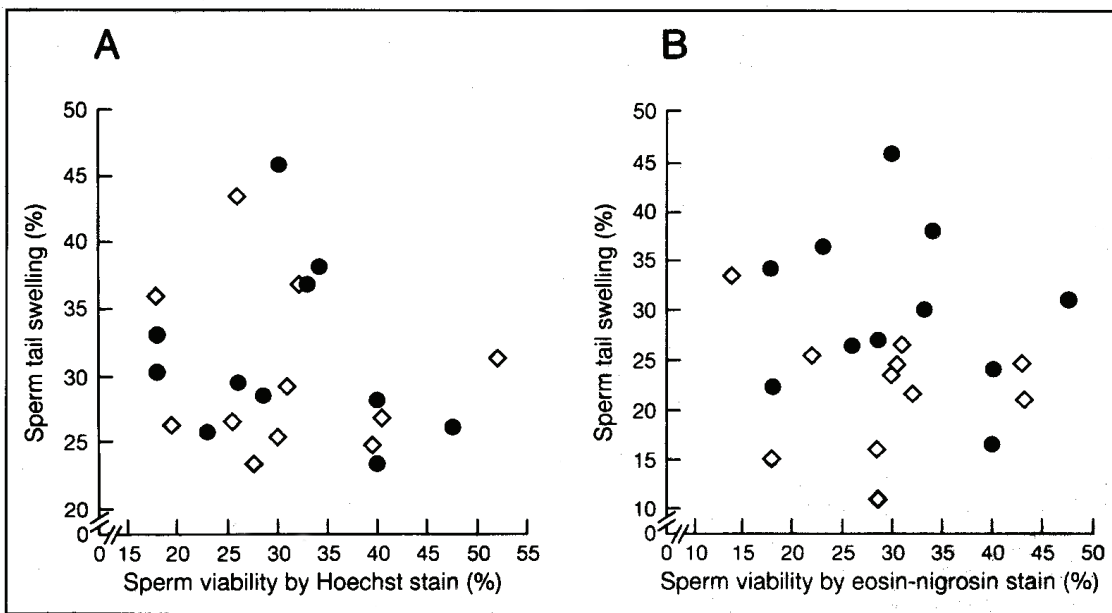 A
50
45
40
35
30
25
20
0
Sperm tail swelling (%)
0 15 20 25 30 35 40 45 50 55
Sperm viability by Hoechst stain (%)
B
50
45
40
35
30
25
20
15
10
0
Sperm tail swelling (%)
0 10 15 20 25 30 35 40 45 50
Sperm viability by eosin-nigrosin stain (%)